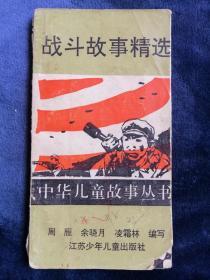 战斗故事精选
中华儿童故事丛书
周雁 余晓月 凌霜林 编写
江苏少年儿童出版社